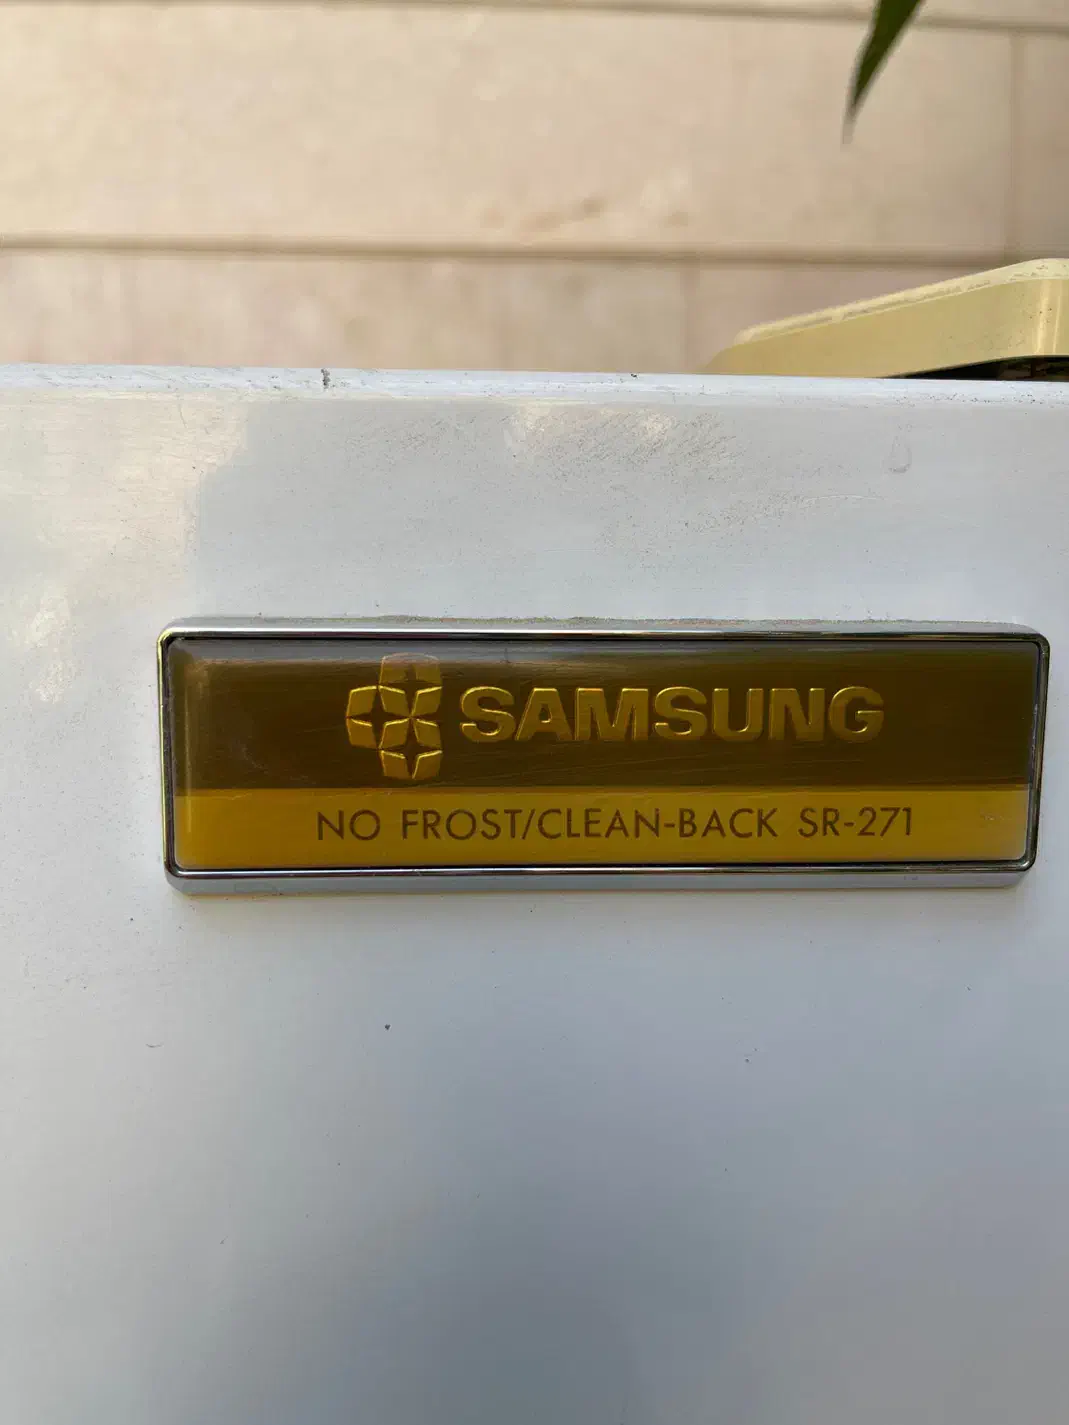 SAMSUNG
NO FROST/CLEAN-BACK SR-271